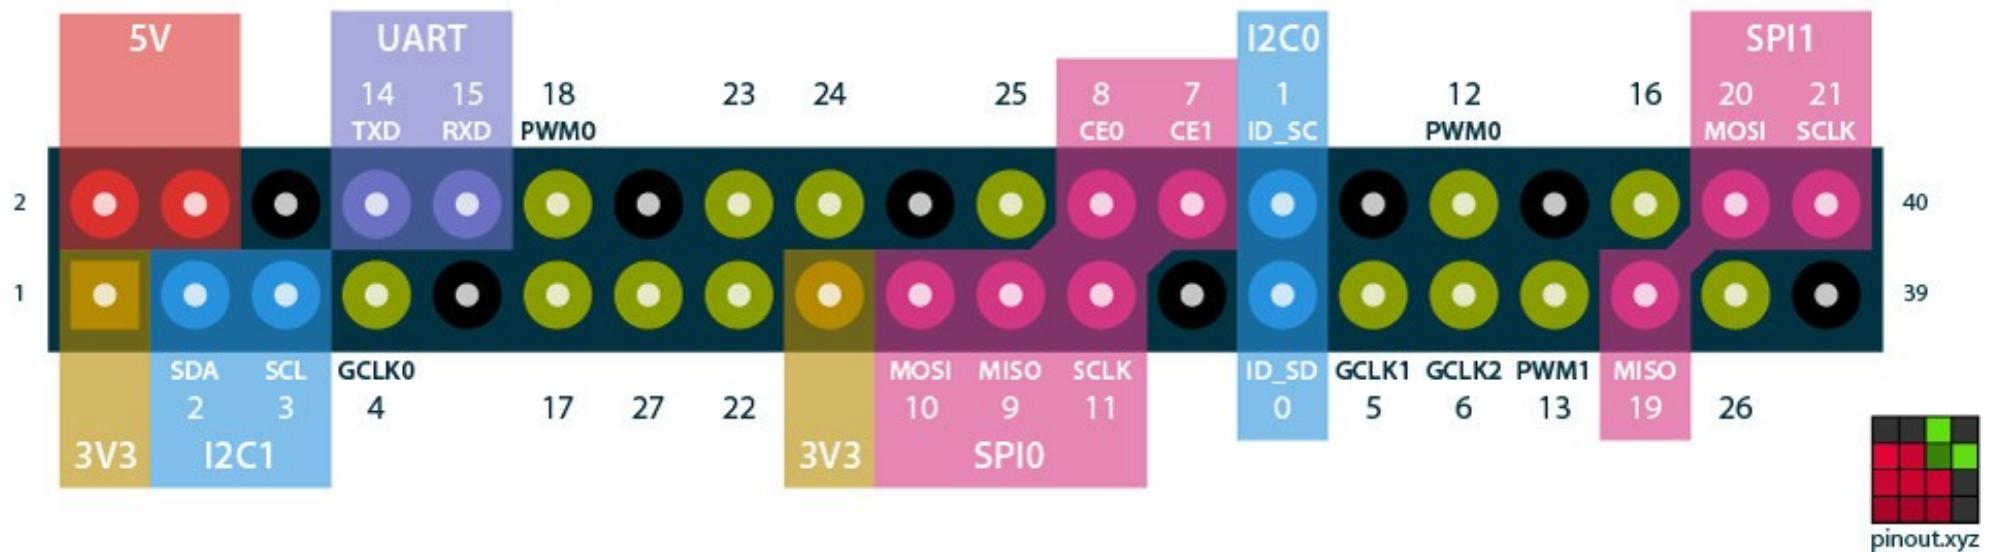 5V UART I2C0 SPI1
14 15 18 23 24 25 8 7 1 12 16 20 21
TXD RXD PWM0 CE0 CE1 ID_SC PWM0 MOSI SCLK
2 40
1 39
SDA SCL GCLK0 MOSI MISO SCLK ID_SD GCLK1 GCLK2 PWM1 MISO
2 3 4 17 27 22 10 9 11 0 5 6 13 19 26
3V3 I2C1 3V3 SPI0
pinout.xyz